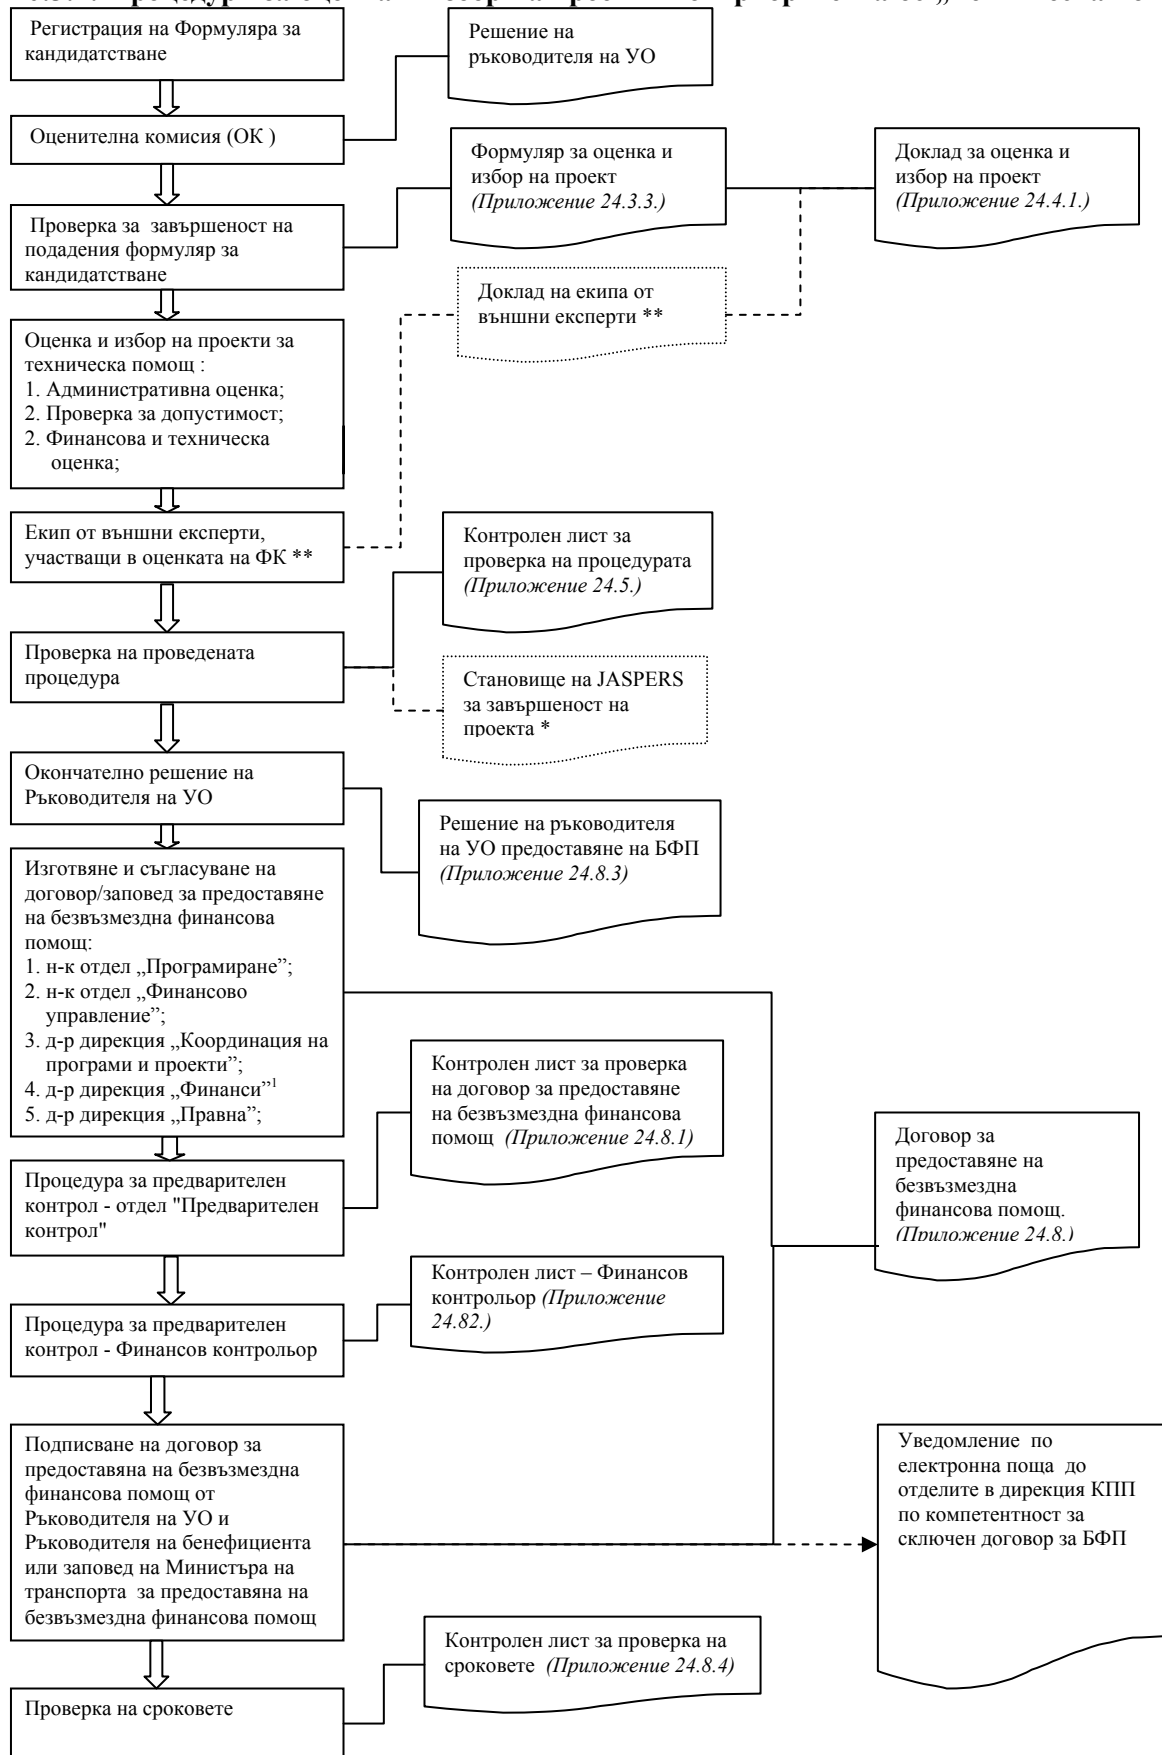 Регистрация на Формуляра за
кандидатстване
Решение на
ръководителя на УО
Оценителна комисия (ОК )
Формуляр за оценка и
избор на проект
(Приложение 24.3.3.)
Доклад за оценка и
избор на проект
(Приложение 24.4.1.)
Проверка за завършеност на
подадения формуляр за
кандидатстване
Доклад на екипа от
външни експерти **
Оценка и избор на проекти за
техническа помощ :
1. Административна оценка;
2. Проверка за допустимост;
2. Финансова и техническа
оценка;
Екип от външни експерти,
участващи в оценката на ФК **
Контролен лист за
проверка на процедурата
(Приложение 24.5.)
Проверка на проведената
процедура
Становище на JASPERS
за завършеност на
проекта *
Окончателно решение на
Ръководителя на УО
Решение на ръководителя
на УО предоставяне на БФП
(Приложение 24.8.3)
Изготвяне и съгласуване на
договор/заповед за предоставяне
на безвъзмездна финансова
помощ:
1. н-к отдел „Програмиране”;
2. н-к отдел „Финансово
управление”;
3. д-р дирекция „Координация на
програми и проекти”;
4. д-р дирекция „Финанси”1
5. д-р дирекция „Правна”;
Контролен лист за проверка
на договор за предоставяне
на безвъзмездна финансова
помощ (Приложение 24.8.1)
Договор за
предоставяне на
безвъзмездна
финансова помощ.
(Приложение 24.8.)
Процедура за предварителен
контрол - отдел "Предварителен
контрол"
Контролен лист – Финансов
контрольор (Приложение
24.82.)
Процедура за предварителен
контрол - Финансов контрольор
Подписване на договор за
предоставяна на безвъзмездна
финансова помощ от
Ръководителя на УО и
Ръководителя на бенефициента
или заповед на Министъра на
транспорта за предоставяна на
безвъзмездна финансова помощ
Уведомление по
електронна поща до
отделите в дирекция КПП
по компетентност за
сключен договор за БФП
Контролен лист за проверка на
сроковете (Приложение 24.8.4)
Проверка на сроковете